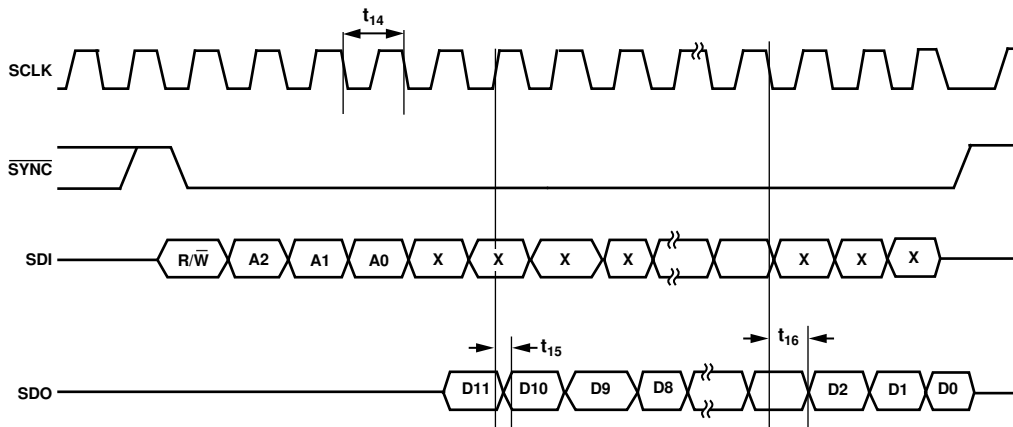 t14
SCLK
SYNC
SDI R/W A2 A1 A0 X X X X X X X
t15 t16
SDO D11 D10 D9 D8 D2 D1 D0